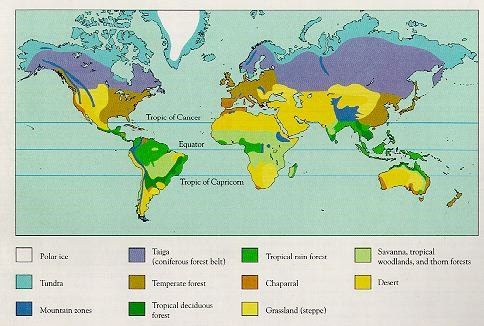 Tropic of Cancer
Equator
Tropic of Capricorn
Polar ice
Taiga
(coniferous forest belt)
Tropical rain forest
Savanna, tropical
woodlands, and thorn forests
Tundra
Temperate forest
Chaparral
Desert
Mountain zones
Tropical deciduous
forest
Grassland (steppe)